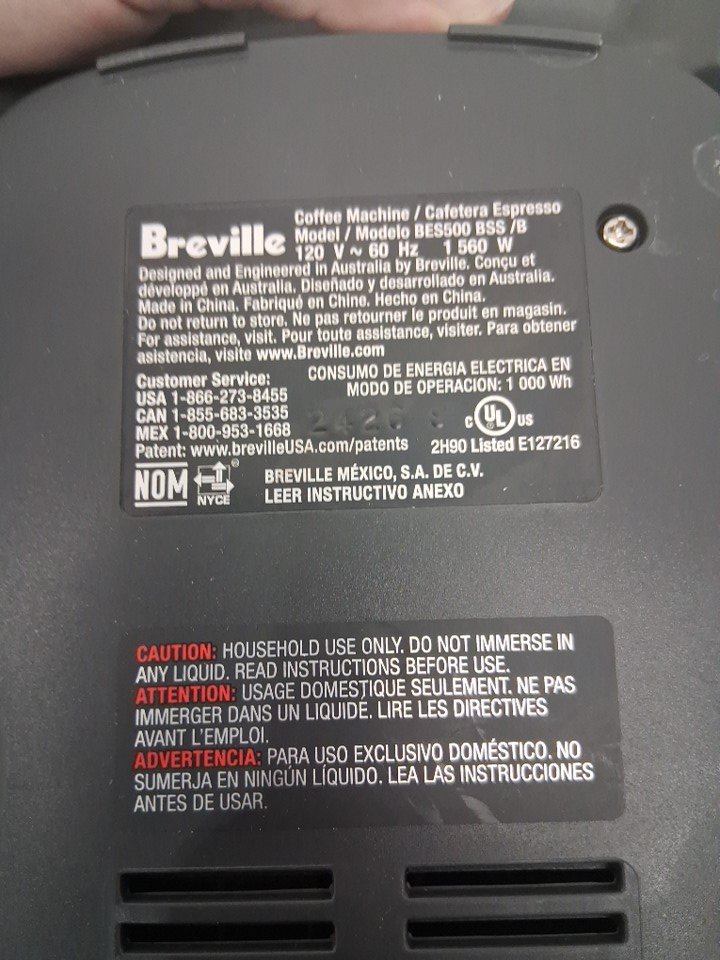 Breville
Coffee Machine / Cafetera Espresso
Model / Modelo BES500 BSS /B
120 V ~ 60 Hz 1 560 W
Designed and Engineered in Australia by Breville. Conçu et
développé en Australia. Diseñado y desarrollado en Australia.
Made in China. Fabriqué en Chine. Hecho en China.
Do not return to store. Ne pas retourner le produit en magasin.
For assistance, visit. Pour toute assistance, visiter. Para obtener
asistencia, visite www.Breville.com
Customer Service:
USA 1-866-273-8455
CAN 1-855-683-3535
MEX 1-800-953-1668
CONSUMO DE ENERGIA ELECTRICA EN
MODO DE OPERACION: 1 000 Wh
2426
C UL US
Patent: www.brevilleUSA.com/patents
2H90 Listed E127216
NOM
NYCE
®
BREVILLE MÉXICO, S.A. DE C.V.
LEER INSTRUCTIVO ANEXO
CAUTION: HOUSEHOLD USE ONLY. DO NOT IMMERSE IN
ANY LIQUID. READ INSTRUCTIONS BEFORE USE.
ATTENTION: USAGE DOMESTIQUE SEULEMENT. NE PAS
IMMERGER DANS UN LIQUIDE. LIRE LES DIRECTIVES
AVANT L'EMPLOI.
ADVERTENCIA: PARA USO EXCLUSIVO DOMÉSTICO. NO
SUMERJA EN NINGÚN LÍQUIDO. LEA LAS INSTRUCCIONES
ANTES DE USAR.